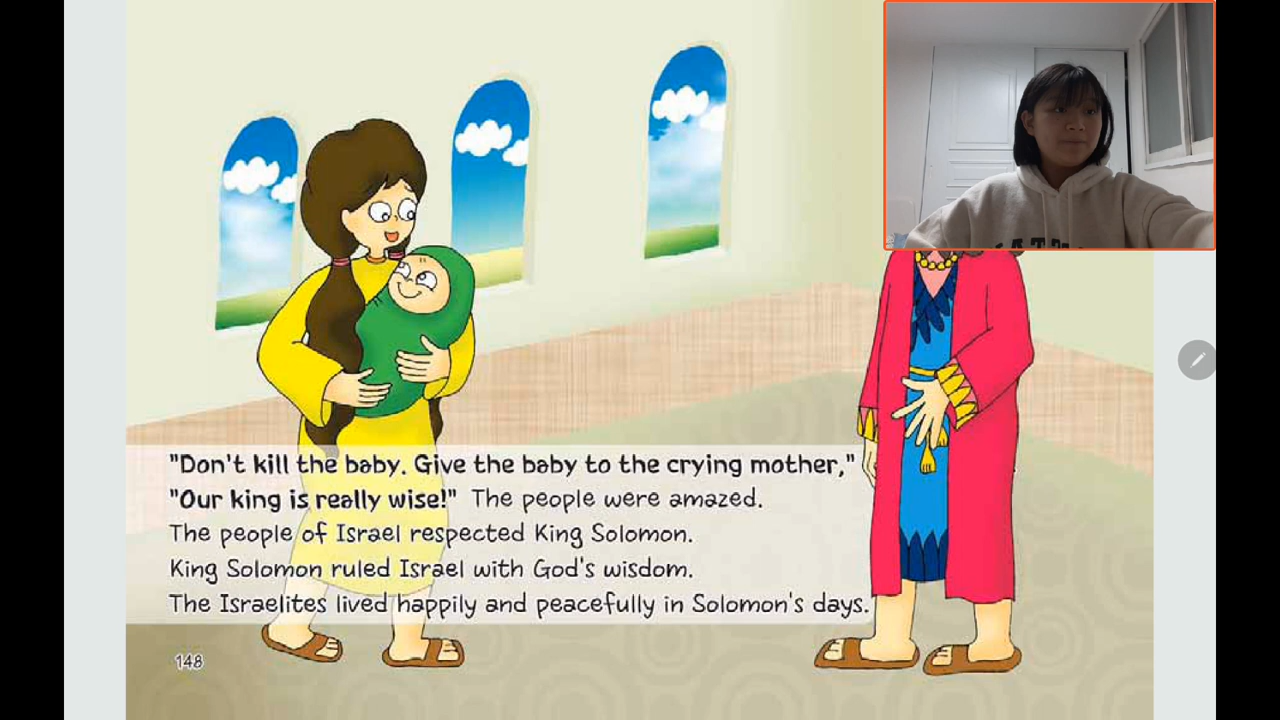 "Don't kill the baby. Give the baby to the crying mother,"
"Our king is really wise!" The people were amazed.
The people of Israel respected King Solomon.
King Solomon ruled Israel with God's wisdom.
The Israelites lived happily and peacefully in Solomon's days.
148